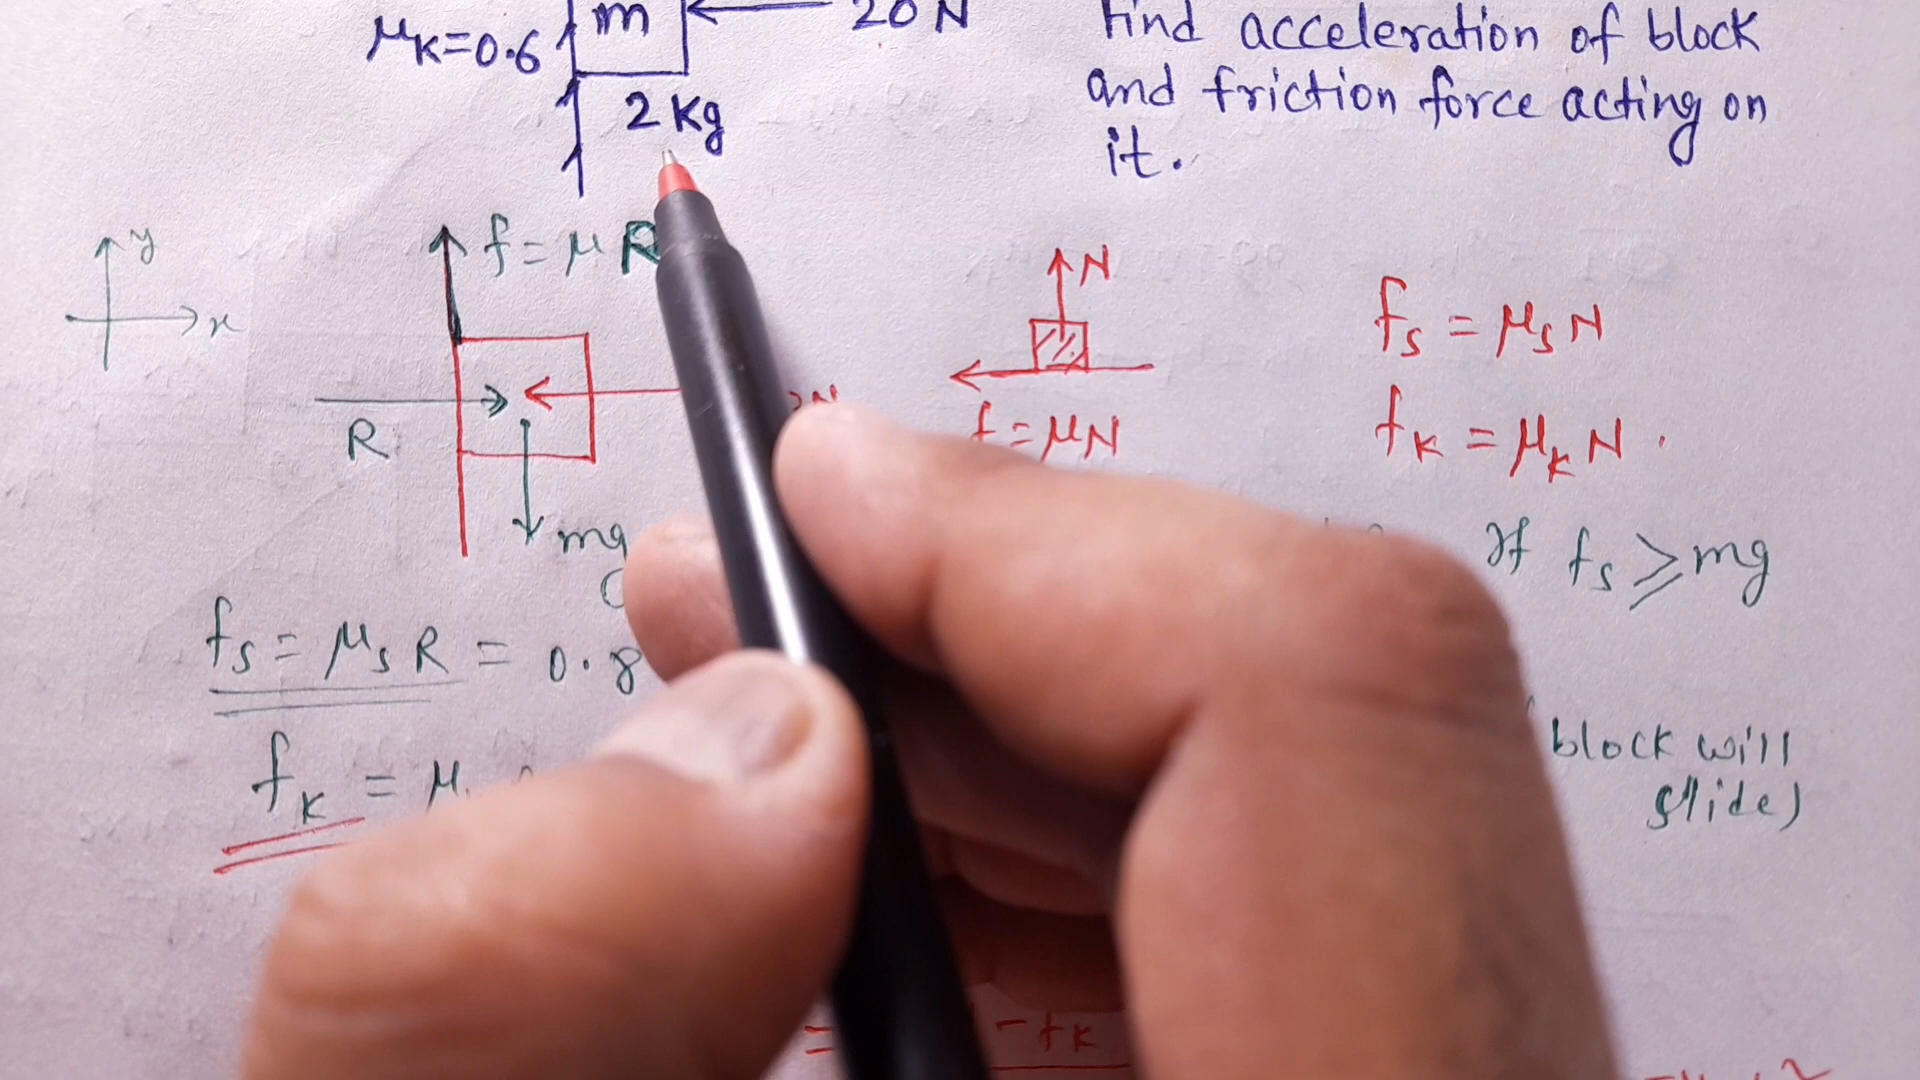 m
20 N
μK=0.6
2 Kg
Find acceleration of block
and friction force acting on
it.
y
x
f = μ R
R
mg
N
f = μN
fs = μs N
fK = μK N .
If fs ≥ mg
fs = μs R = 0.8
fK = μ
(block will
slide)
= - fK